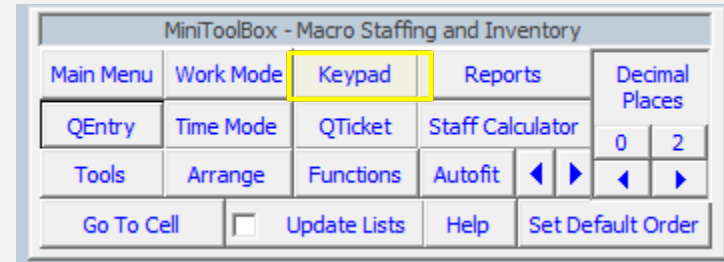 MiniToolBox - Macro Staffing and Inventory
Main Menu Work Mode Keypad Reports Decimal
Places
QEntry Time Mode QTicket Staff Calculator 0 2
Tools Arrange Functions Autofit
Go To Cell Update Lists Help Set Default Order